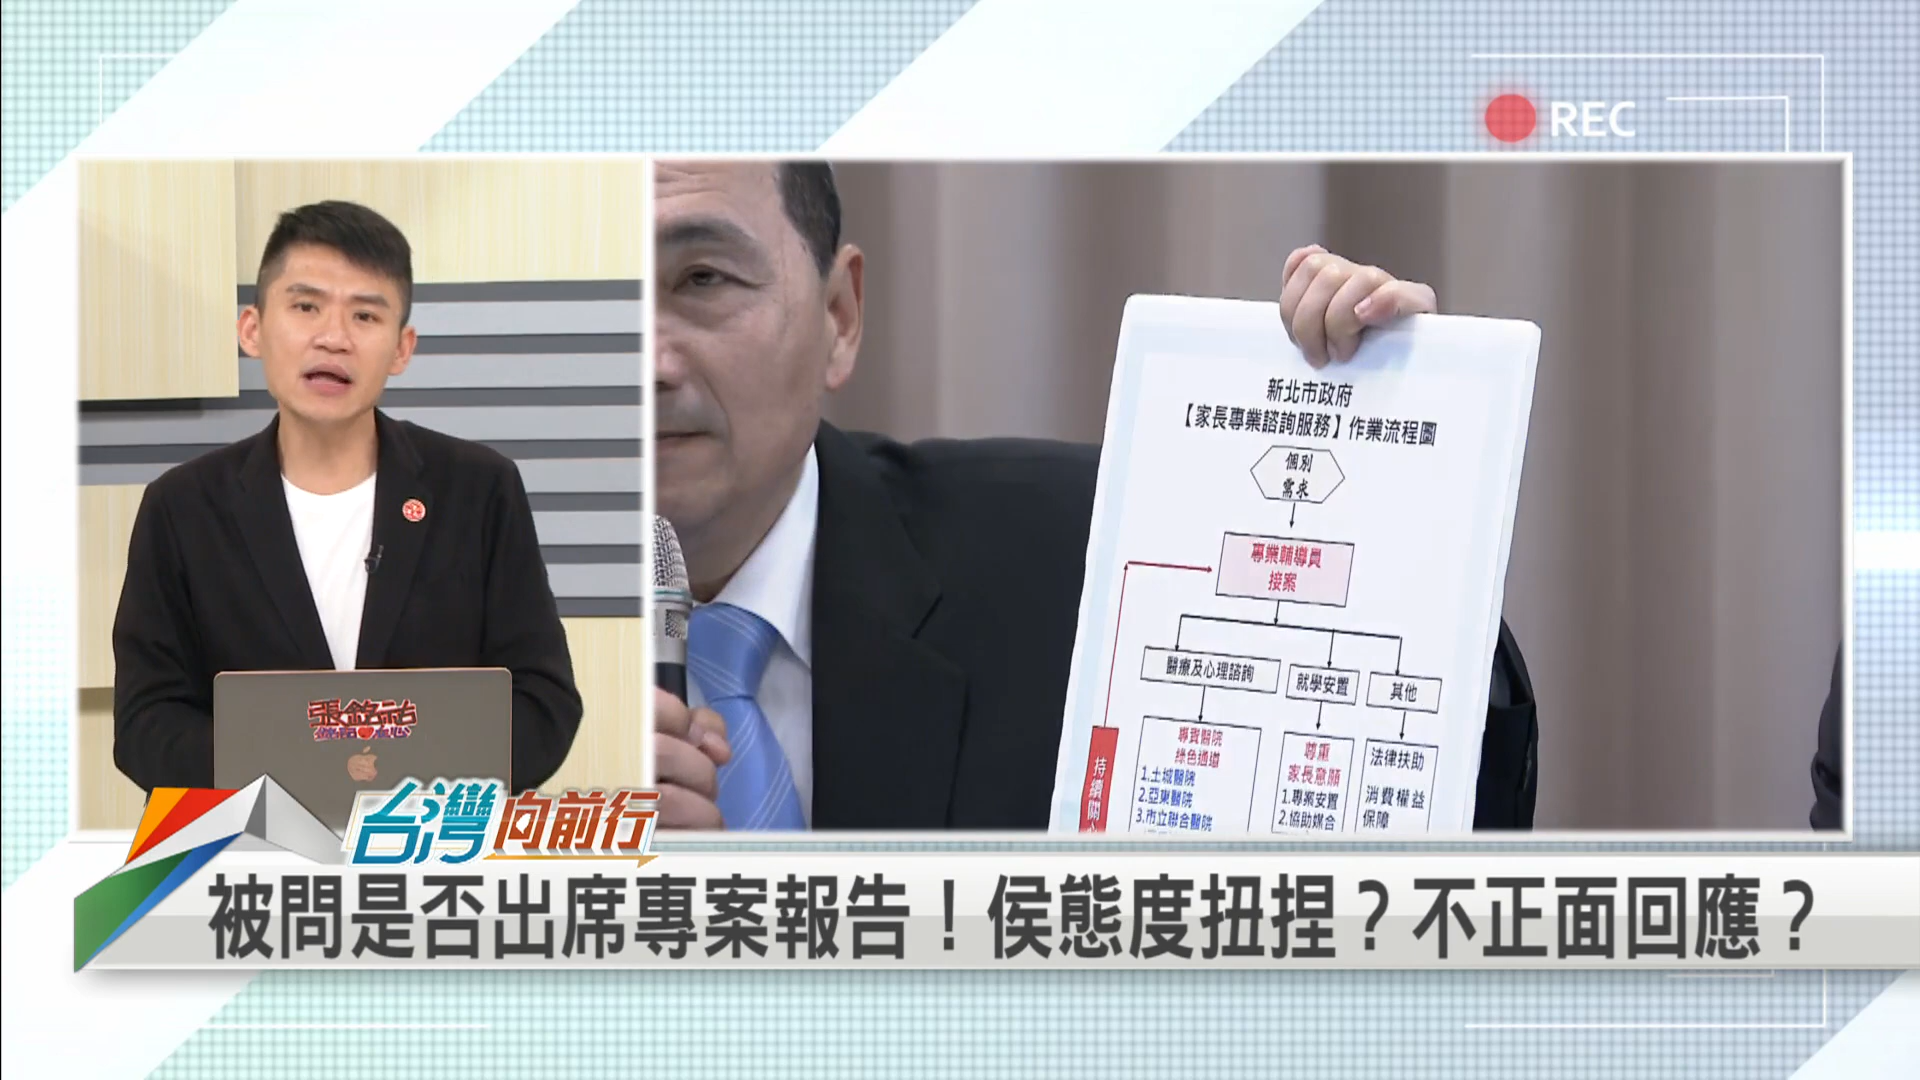 REC
新北市政府
【家長專業諮詢服務】作業流程圖
個別
需求
專業輔導員
接案
醫療及心理諮詢
就學安置
其他
專責醫院
綠色通道
1.土城醫院
2.亞東醫院
3.市立聯合醫院
尊重
家長意願
1.專案安置
2.協助媒合
法律扶助
消費權益
保障
持續關
張銘祐
台灣向前行
被問是否出席專案報告！侯態度扭捏？不正面回應？